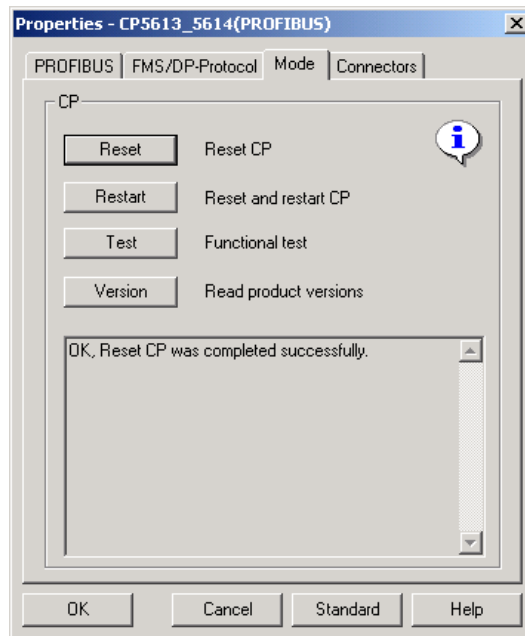 Properties - CP5613_5614(PROFIBUS)
PROFIBUS FMS/DP-Protocol Mode Connectors
CP
Reset Reset CP
Restart Reset and restart CP
Test Functional test
Version Read product versions
OK, Reset CP was completed successfully.
OK Cancel Standard Help